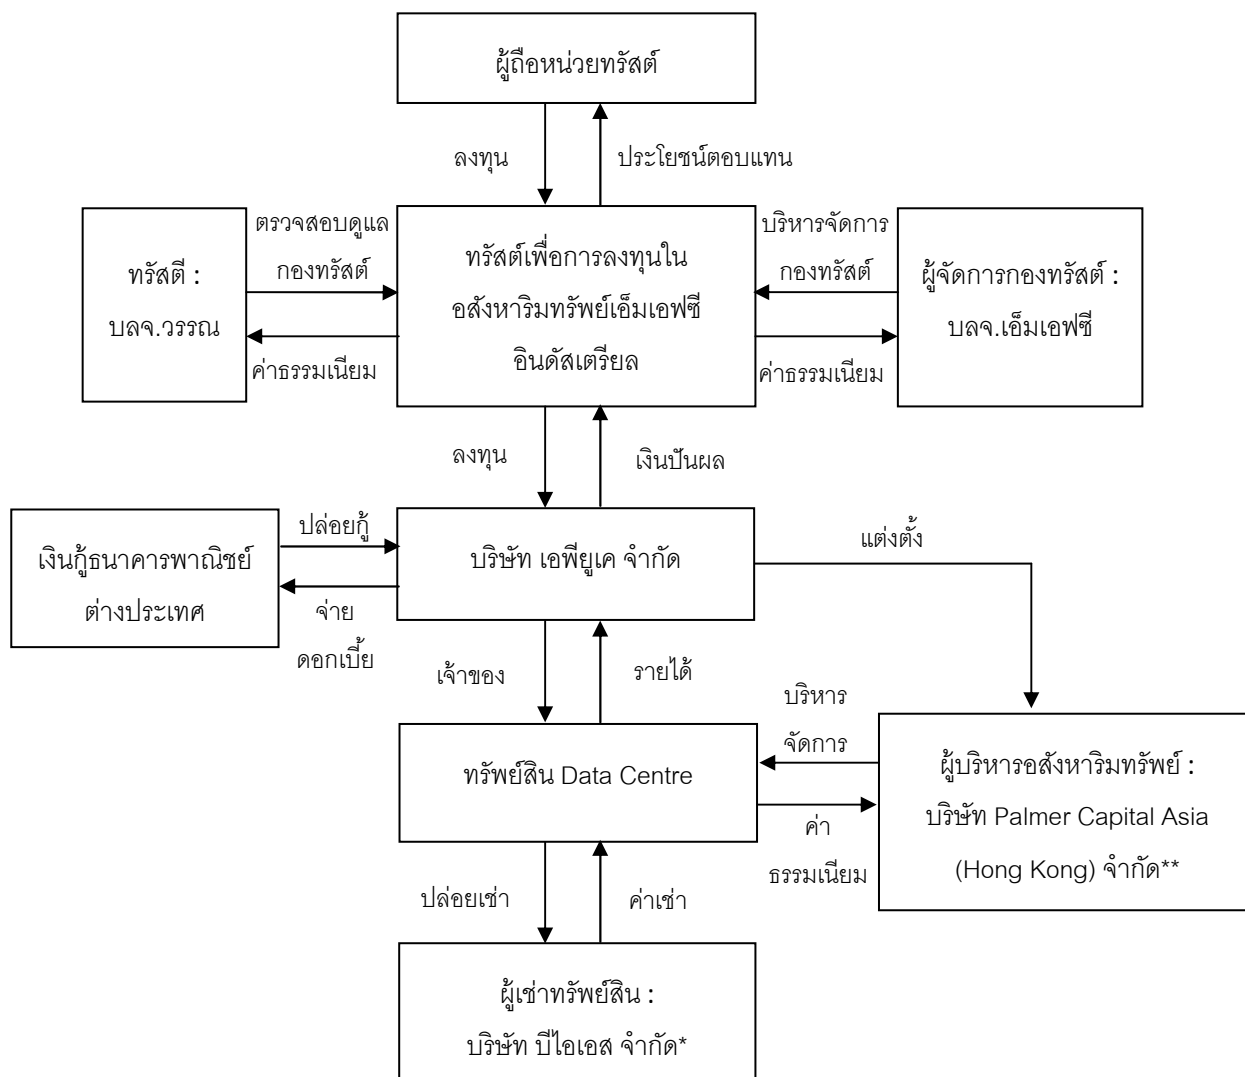 ผู้ถือหน่วยทรัสต์
ลงทุน
ประโยชน์ตอบแทน
ทรัสตี :
บลจ.วรรณ
ตรวจสอบดูแล
กองทรัสต์
ค่าธรรมเนียม
ทรัสต์เพื่อการลงทุนใน
อสังหาริมทรัพย์เอ็มเอฟซี
อินดัสเตรียล
บริหารจัดการ
กองทรัสต์
ค่าธรรมเนียม
ผู้จัดการกองทรัสต์ :
บลจ.เอ็มเอฟซี
ลงทุน
เงินปันผล
เงินกู้ธนาคารพาณิชย์
ต่างประเทศ
ปล่อยกู้
จ่าย
ดอกเบี้ย
บริษัท เอพียูเค จำกัด
แต่งตั้ง
เจ้าของ
รายได้
ทรัพย์สิน Data Centre
บริหาร
จัดการ
ค่า
ธรรมเนียม
ผู้บริหารอสังหาริมทรัพย์ :
บริษัท Palmer Capital Asia
(Hong Kong) จำกัด**
ปล่อยเช่า
ค่าเช่า
ผู้เช่าทรัพย์สิน :
บริษัท บีไอเอส จำกัด*